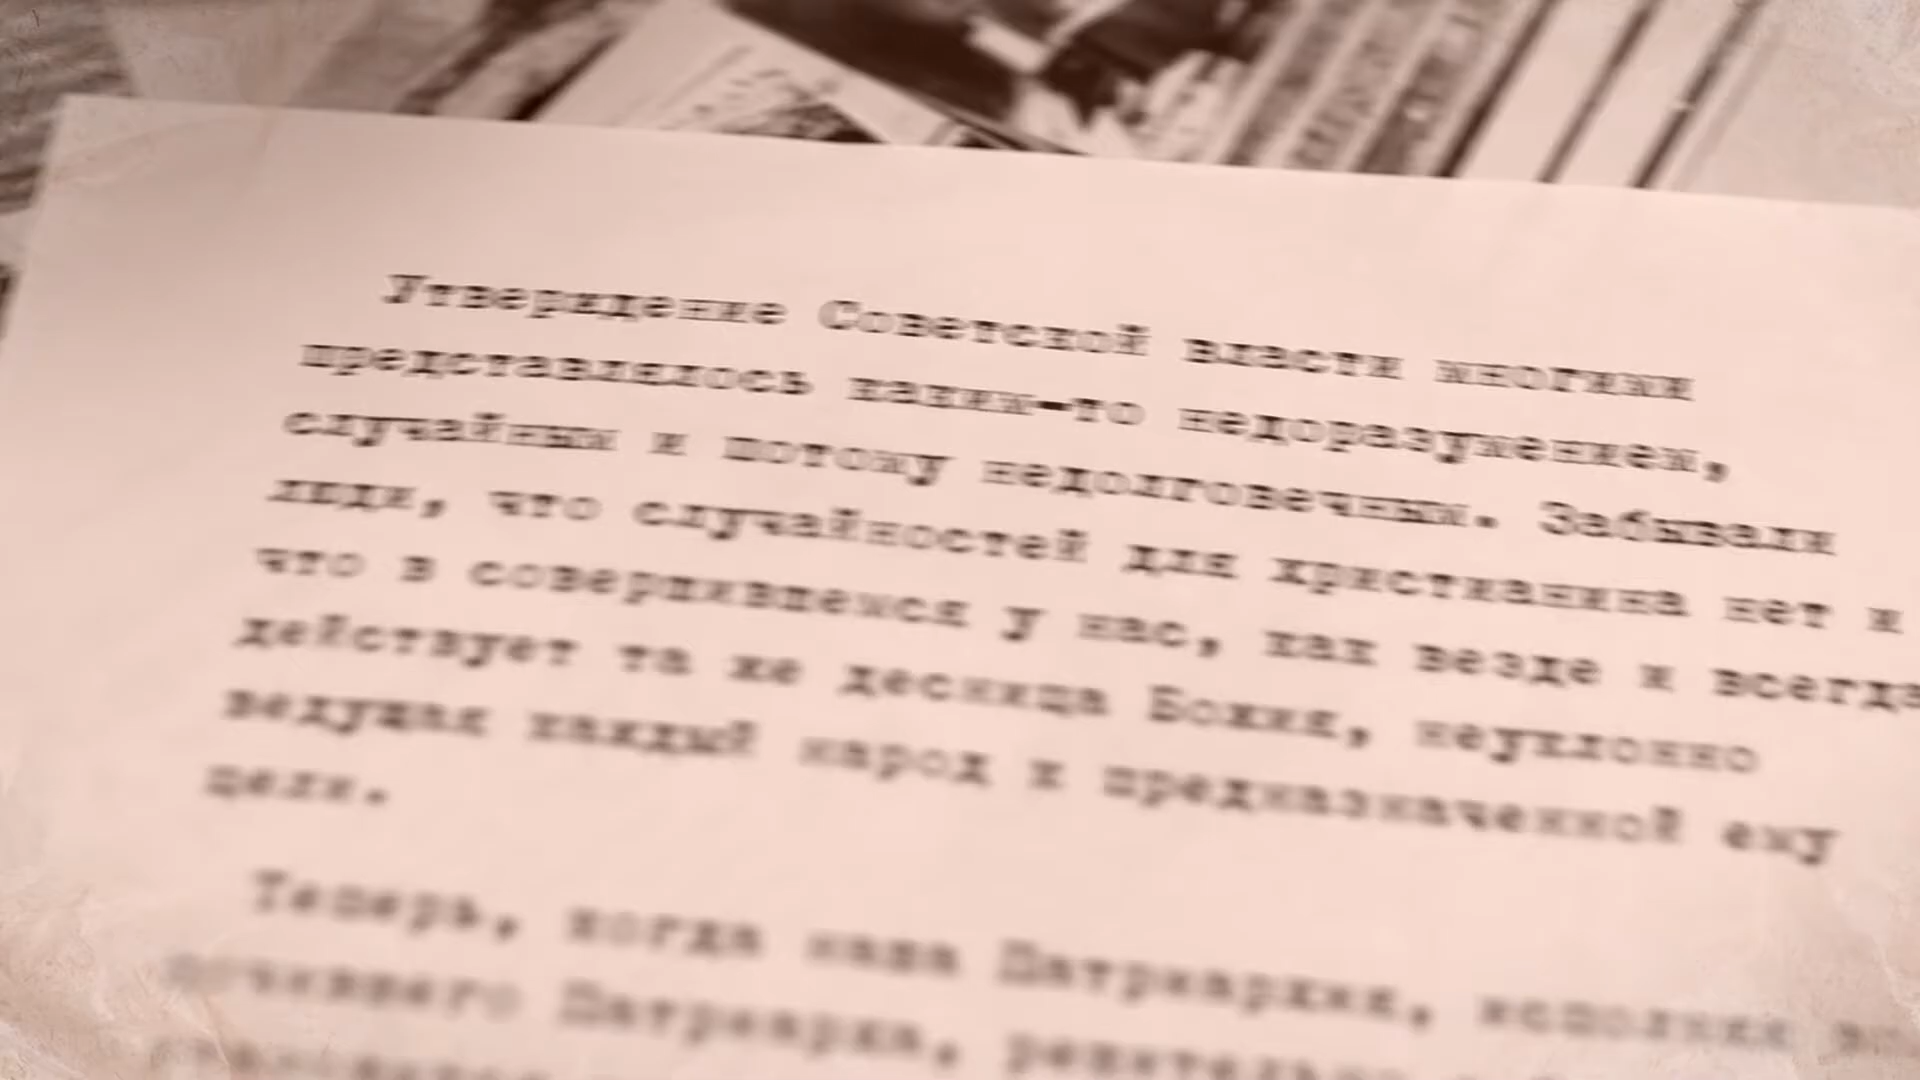 Утверждение Советской власти многими
представлялось каким-то недоразумением,
случайным и потому недолговечным. Забывали
люди, что случайностей для христианина нет и
что в совершившемся у нас, как везде и всегда
действует та же десница Божия, неуклонно
ведущая каждый народ к предназначенной ему
цели.
Теперь, когда наша Патриархия, исполняя
почившего Патриарха,